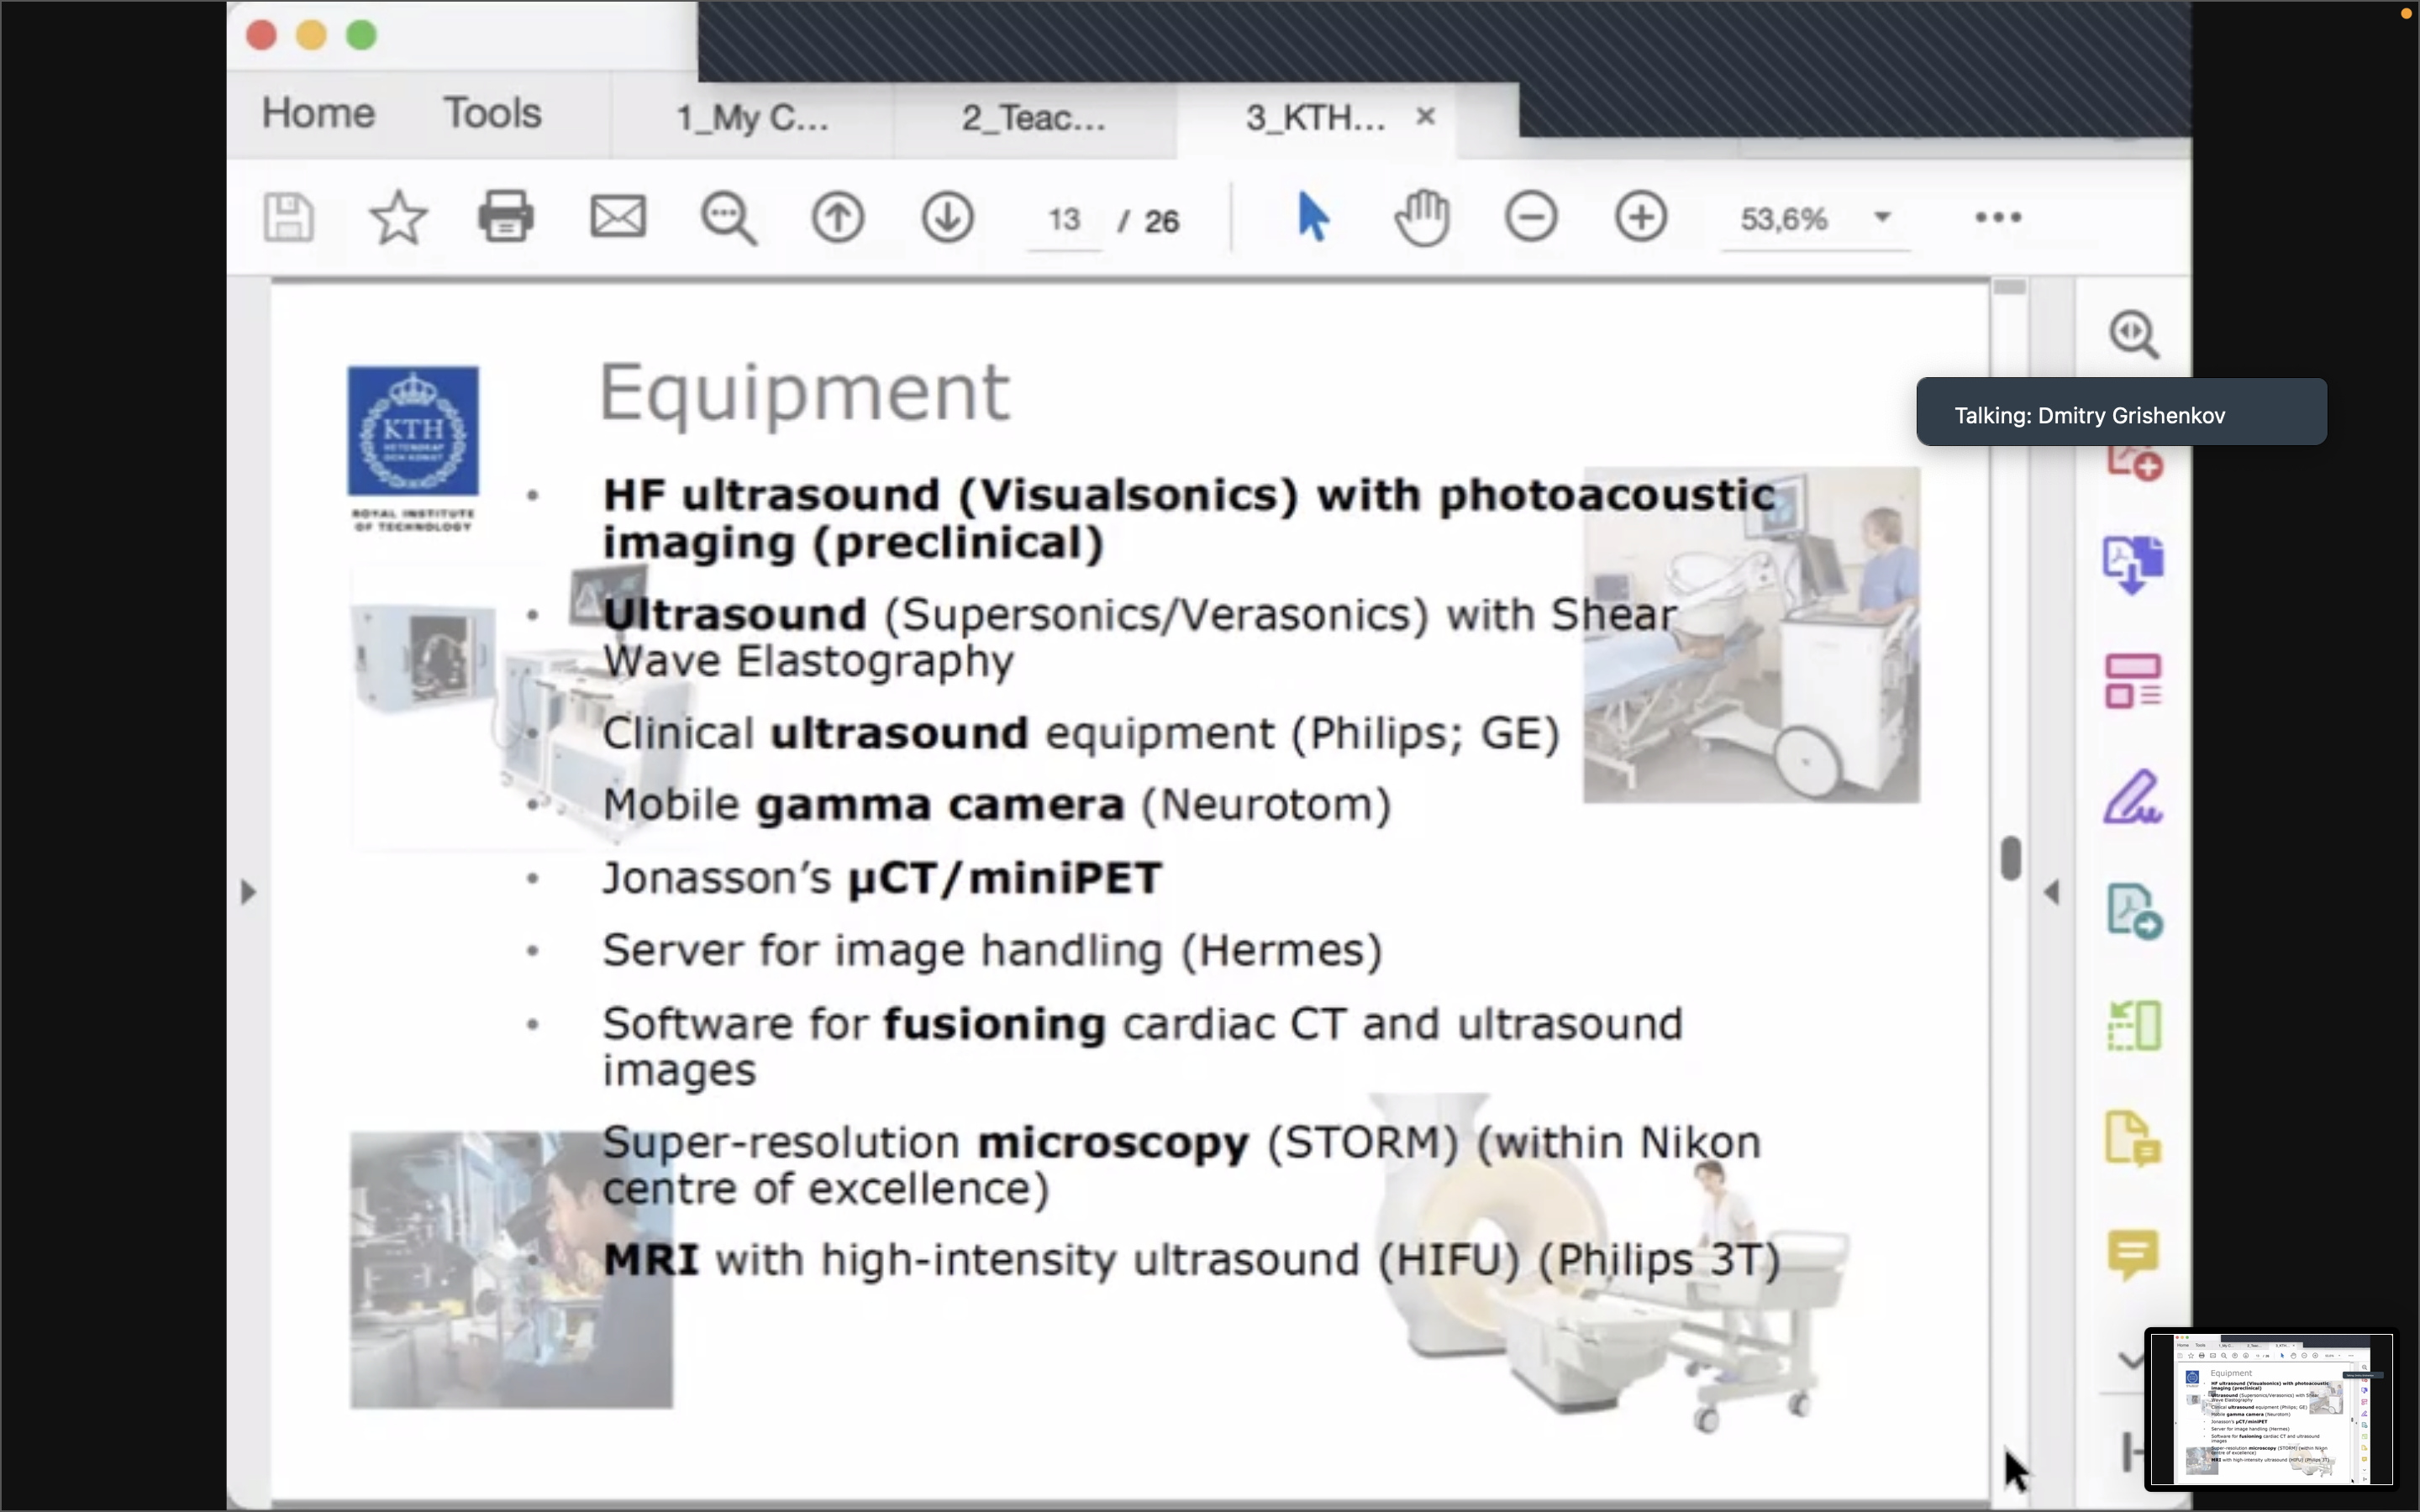 Home Tools 1_My C... 2_Teac... 3_KTH... ×
13 / 26 53,6%
Equipment
KTH
VETENSKAP
OCH KONST
ROYAL INSTITUTE
OF TECHNOLOGY
Talking: Dmitry Grishenkov
• HF ultrasound (Visualsonics) with photoacoustic
imaging (preclinical)
• Ultrasound (Supersonics/Verasonics) with Shear
Wave Elastography
• Clinical ultrasound equipment (Philips; GE)
• Mobile gamma camera (Neurotom)
• Jonasson’s µCT/miniPET
• Server for image handling (Hermes)
• Software for fusioning cardiac CT and ultrasound
images
• Super-resolution microscopy (STORM) (within Nikon
centre of excellence)
• MRI with high-intensity ultrasound (HIFU) (Philips 3T)